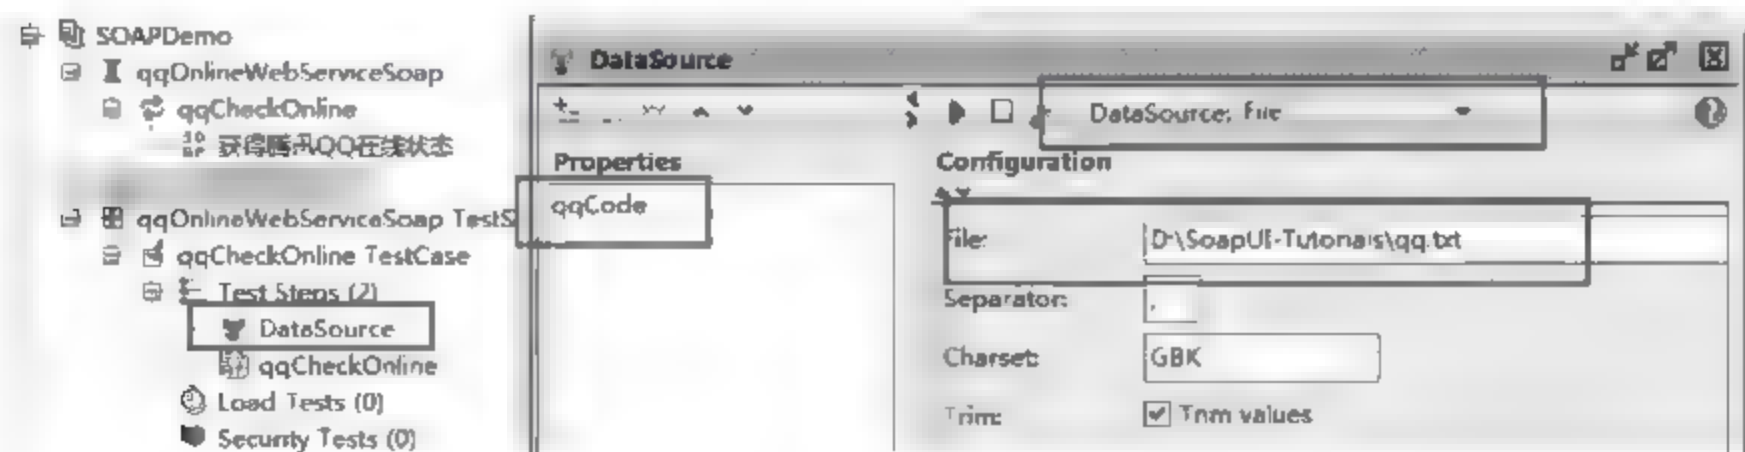 SOAPDemo
qqOnlineWebServiceSoap
qqCheckOnline
获得腾讯QQ在线状态
qqOnlineWebServiceSoap TestS
qqCheckOnline TestCase
Test Steps (2)
DataSource
qqCheckOnline
Load Tests (0)
Security Tests (0)
DataSource
DataSource: File
Properties
qqCode
Configuration
File: D:\SoapUI-Tutorials\qq.txt
Separator: ,
Charset: GBK
Trim: Trim values